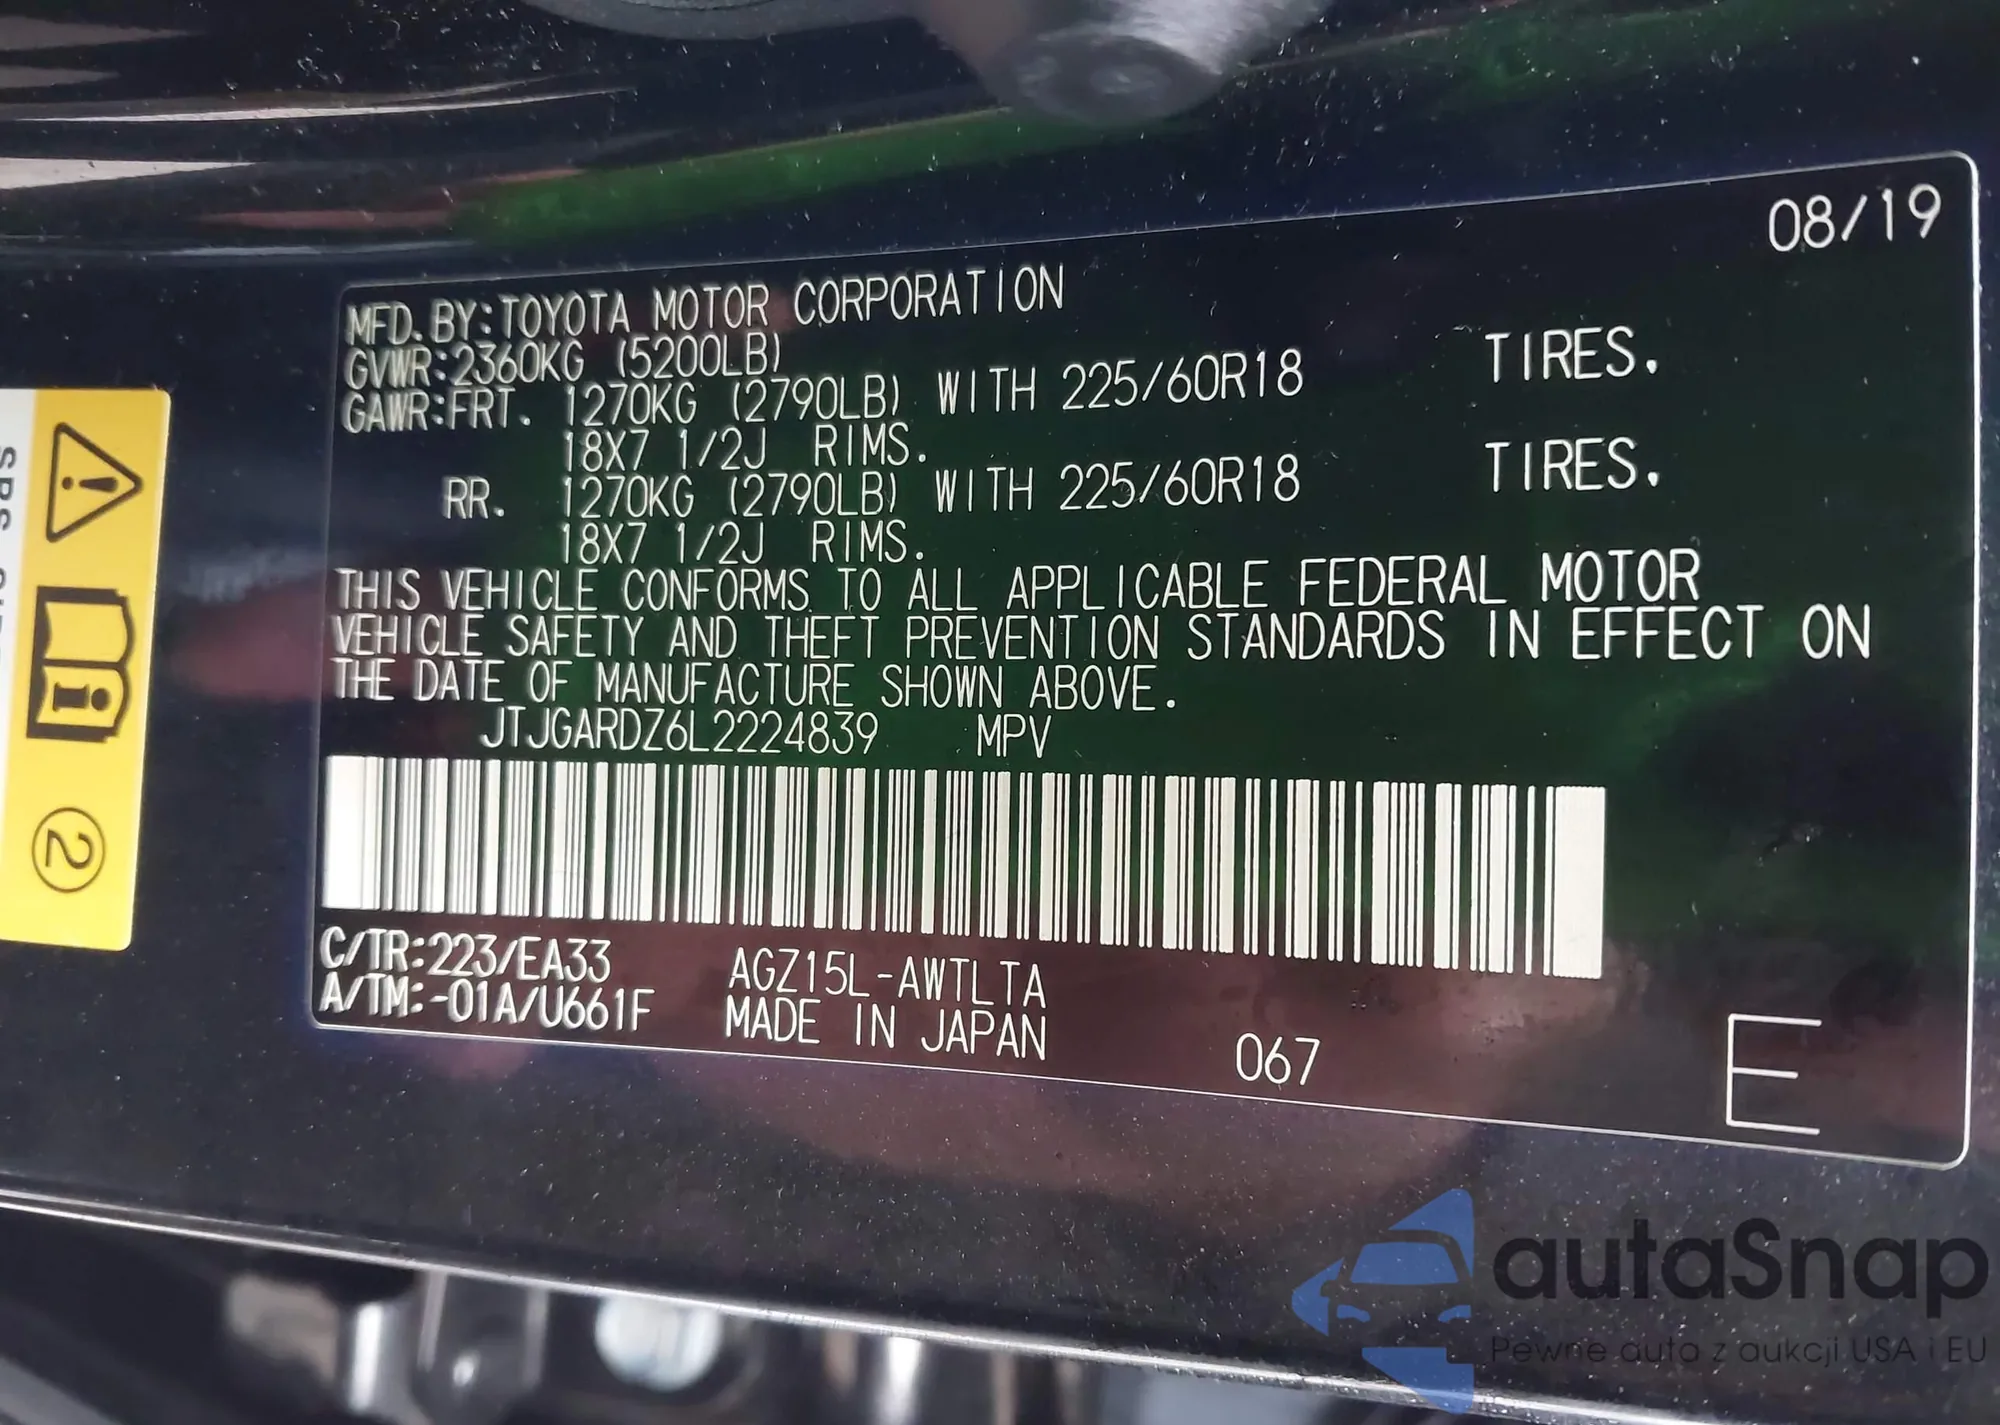 08/19
MFD. BY:TOYOTA MOTOR CORPORATION
GVWR:2360KG (5200LB)
GAWR:FRT. 1270KG (2790LB) WITH 225/60R18 TIRES.
18X7 1/2J RIMS.
RR. 1270KG (2790LB) WITH 225/60R18 TIRES.
18X7 1/2J RIMS.
THIS VEHICLE CONFORMS TO ALL APPLICABLE FEDERAL MOTOR
VEHICLE SAFETY AND THEFT PREVENTION STANDARDS IN EFFECT ON
THE DATE OF MANUFACTURE SHOWN ABOVE.
JTJGARDZ6L2224839 MPV
C/TR:223/EA33 AGZ15L-AWTLTA
A/TM:-01A/U661F MADE IN JAPAN 067 E
2
SRS
autaSnap
Pewne auta z aukcji USA i EU